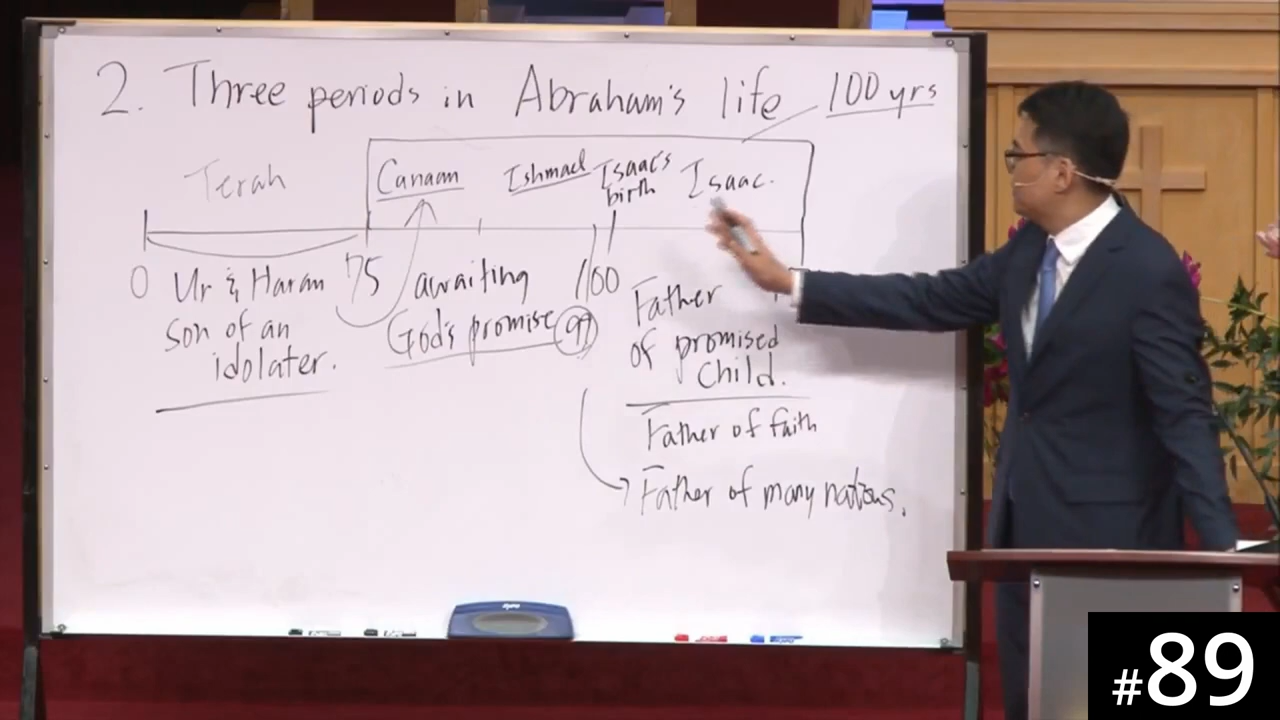 2. Three periods in Abraham's life 100 yrs
Terah
Canaan
Ishmael
Isaac's
birth
Isaac.
0
Ur & Haran
son of an
idolater.
75
awaiting
God's promise
99
100
Father
of promised
Child.
Father of faith
Father of many nations.
#89